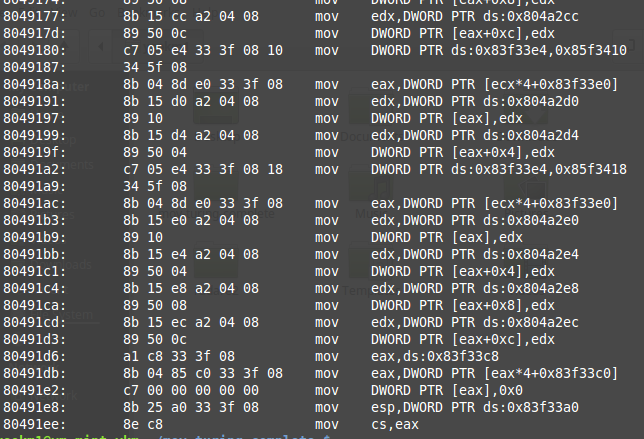 8049177: 8b 15 cc a2 04 08 mov edx,DWORD PTR ds:0x804a2cc
804917d: 89 50 0c mov DWORD PTR [eax+0xc],edx
8049180: c7 05 e4 33 3f 08 10 mov DWORD PTR ds:0x83f33e4,0x85f3410
8049187: 34 5f 08
804918a: 8b 04 8d e0 33 3f 08 mov eax,DWORD PTR [ecx*4+0x83f33e0]
8049191: 8b 15 d0 a2 04 08 mov edx,DWORD PTR ds:0x804a2d0
8049197: 89 10 mov DWORD PTR [eax],edx
8049199: 8b 15 d4 a2 04 08 mov edx,DWORD PTR ds:0x804a2d4
804919f: 89 50 04 mov DWORD PTR [eax+0x4],edx
80491a2: c7 05 e4 33 3f 08 18 mov DWORD PTR ds:0x83f33e4,0x85f3418
80491a9: 34 5f 08
80491ac: 8b 04 8d e0 33 3f 08 mov eax,DWORD PTR [ecx*4+0x83f33e0]
80491b3: 8b 15 e0 a2 04 08 mov edx,DWORD PTR ds:0x804a2e0
80491b9: 89 10 mov DWORD PTR [eax],edx
80491bb: 8b 15 e4 a2 04 08 mov edx,DWORD PTR ds:0x804a2e4
80491c1: 89 50 04 mov DWORD PTR [eax+0x4],edx
80491c4: 8b 15 e8 a2 04 08 mov edx,DWORD PTR ds:0x804a2e8
80491ca: 89 50 08 mov DWORD PTR [eax+0x8],edx
80491cd: 8b 15 ec a2 04 08 mov edx,DWORD PTR ds:0x804a2ec
80491d3: 89 50 0c mov DWORD PTR [eax+0xc],edx
80491d6: a1 c8 33 3f 08 mov eax,ds:0x83f33c8
80491db: 8b 04 85 c0 33 3f 08 mov eax,DWORD PTR [eax*4+0x83f33c0]
80491e2: c7 00 00 00 00 00 mov DWORD PTR [eax],0x0
80491e8: 8b 25 a0 33 3f 08 mov esp,DWORD PTR ds:0x83f33a0
80491ee: 8e c8 mov cs,eax